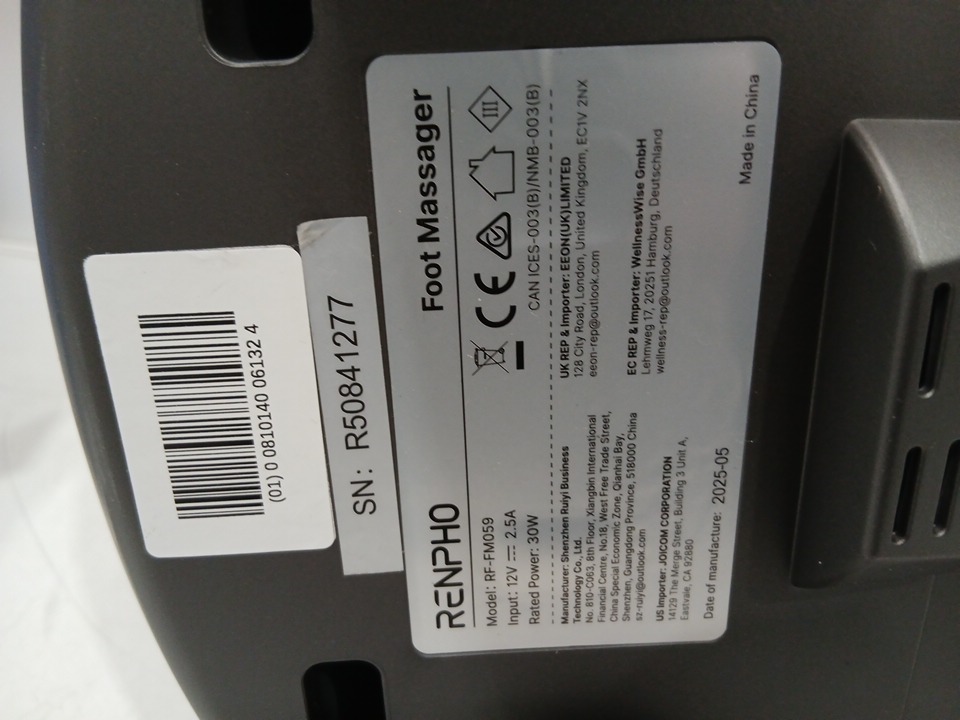 (01) 0 0810140 06132 4
SN: R50841277
RENPHO
Foot Massager
Model: RF-FM059
Input: 12V 2.5A
Rated Power: 30W
CAN ICES-003(B)/NMB-003(B)
Manufacturer: Shenzhen Ruiyi Business
Technology Co., Ltd.
No. 810-C063, 8th Floor, Xiangbin International
Financial Centre, No.18, West Free Trade Street,
China Special Economic Zone, Qianhai Bay,
Shenzhen, Guangdong Province, 518000 China
sz-ruiyi@outlook.com
US Importer: JOICOM CORPORATION
14129 The Merge Street, Building 3 Unit A,
Eastvale, CA 92880
UK REP & Importer: EEON(UK)LIMITED
128 City Road, London, United Kingdom, EC1V 2NX
eeon-rep@outlook.com
EC REP & Importer: WellnessWise GmbH
Lehmweg 17, 20251 Hamburg, Deutschland
wellness-rep@outlook.com
Date of manufacture: 2025-05
Made in China